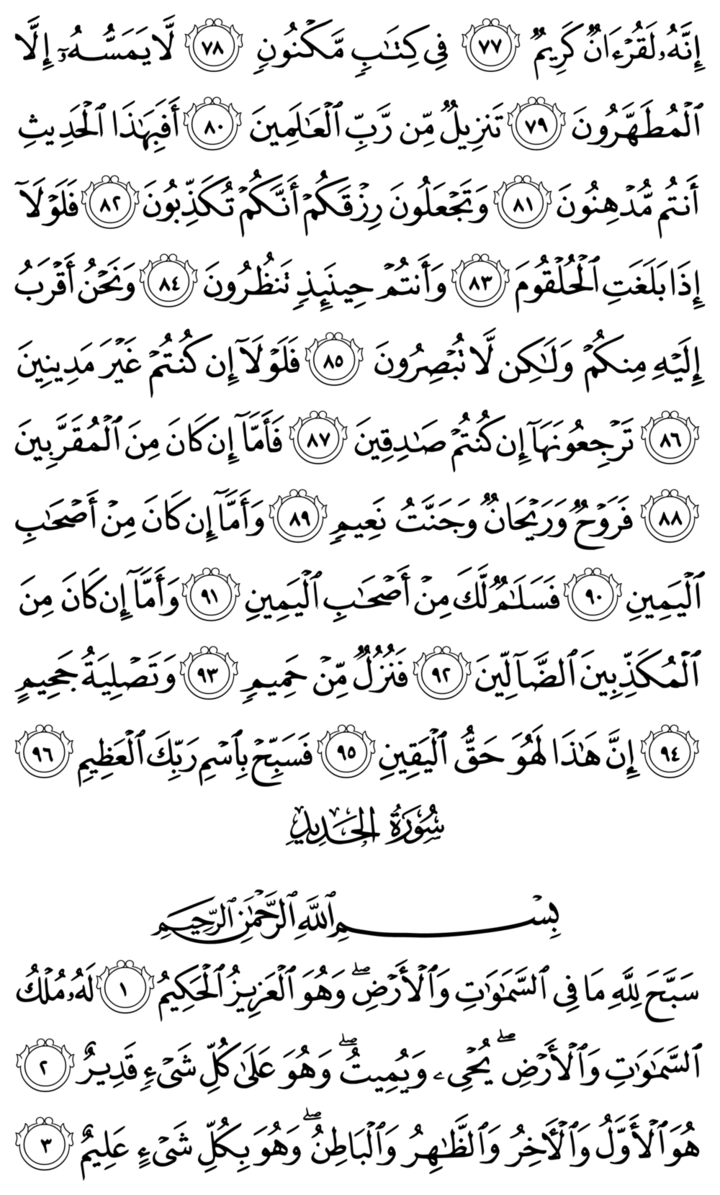 إِنَّهُۥ لَقُرۡءَانٞ كَرِيمٞ ٧٧ فِي كِتَٰبٖ مَّكۡنُونٖ ٧٨ لَّا يَمَسُّهُۥٓ إِلَّا
ٱلۡمُطَهَّرُونَ ٧٩ تَنزِيلٞ مِّن رَّبِّ ٱلۡعَٰلَمِينَ ٨٠ أَفَبِهَٰذَا ٱلۡحَدِيثِ
أَنتُم مُّدۡهِنُونَ ٨١ وَتَجۡعَلُونَ رِزۡقَكُمۡ أَنَّكُمۡ تُكَذِّبُونَ ٨٢ فَلَوۡلَآ
إِذَا بَلَغَتِ ٱلۡحُلۡقُومَ ٨٣ وَأَنتُمۡ حِينَئِذٖ تَنظُرُونَ ٨٤ وَنَحۡنُ أَقۡرَبُ
إِلَيۡهِ مِنكُمۡ وَلَٰكِن لَّا تُبۡصِرُونَ ٨٥ فَلَوۡلَآ إِن كُنتُمۡ غَيۡرَ مَدِينِينَ
٨٦ تَرۡجِعُونَهَآ إِن كُنتُمۡ صَٰدِقِينَ ٨٧ فَأَمَّآ إِن كَانَ مِنَ ٱلۡمُقَرَّبِينَ
٨٨ فَرَوۡحٞ وَرَيۡحَانٞ وَجَنَّتُ نَعِيمٖ ٨٩ وَأَمَّآ إِن كَانَ مِنۡ أَصۡحَٰبِ
ٱلۡيَمِينِ ٩٠ فَسَلَٰمٞ لَّكَ مِنۡ أَصۡحَٰبِ ٱلۡيَمِينِ ٩١ وَأَمَّآ إِن كَانَ مِنَ
ٱلۡمُكَذِّبِينَ ٱلضَّآلِّينَ ٩٢ فَنُزُلٞ مِّنۡ حَمِيمٖ ٩٣ وَتَصۡلِيَةُ جَحِيمٍ
٩٤ إِنَّ هَٰذَا لَهُوَ حَقُّ ٱلۡيَقِينِ ٩٥ فَسَبِّحۡ بِٱسۡمِ رَبِّكَ ٱلۡعَظِيمِ ٩٦
سُورَةُ الحَدِيدِ
بِسۡمِ ٱللَّهِ ٱلرَّحۡمَٰنِ ٱلرَّحِيمِ
سَبَّحَ لِلَّهِ مَا فِي ٱلسَّمَٰوَٰتِ وَٱلۡأَرۡضِۖ وَهُوَ ٱلۡعَزِيزُ ٱلۡحَكِيمُ ١ لَهُۥ مُلۡكُ
ٱلسَّمَٰوَٰتِ وَٱلۡأَرۡضِۖ يُحۡيِۦ وَيُمِيتُۖ وَهُوَ عَلَىٰ كُلِّ شَيۡءٖ قَدِيرٌ ٢
هُوَ ٱلۡأَوَّلُ وَٱلۡأٓخِرُ وَٱلظَّٰهِرُ وَٱلۡبَاطِنُۖ وَهُوَ بِكُلِّ شَيۡءٍ عَلِيمٌ ٣